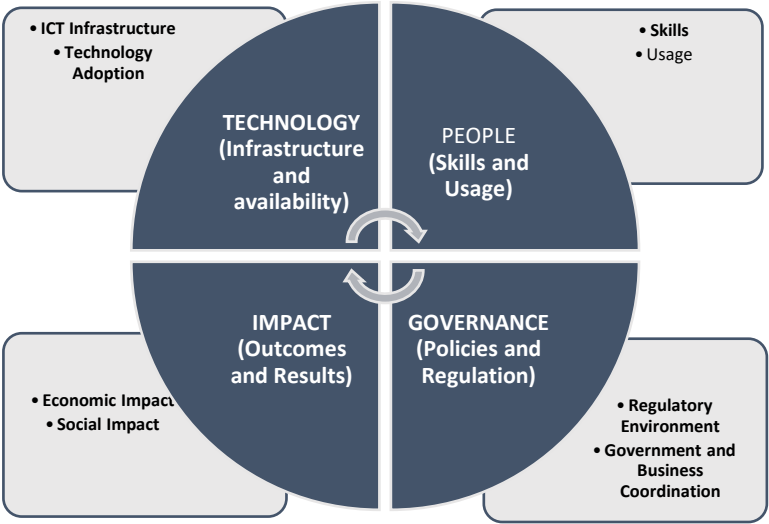 • ICT Infrastructure
• Technology
Adoption
• Skills
• Usage
TECHNOLOGY
(Infrastructure
and
availability)
PEOPLE
(Skills and
Usage)
IMPACT
(Outcomes
and Results)
GOVERNANCE
(Policies and
Regulation)
• Economic Impact
• Social Impact
• Regulatory
Environment
• Government and
Business
Coordination